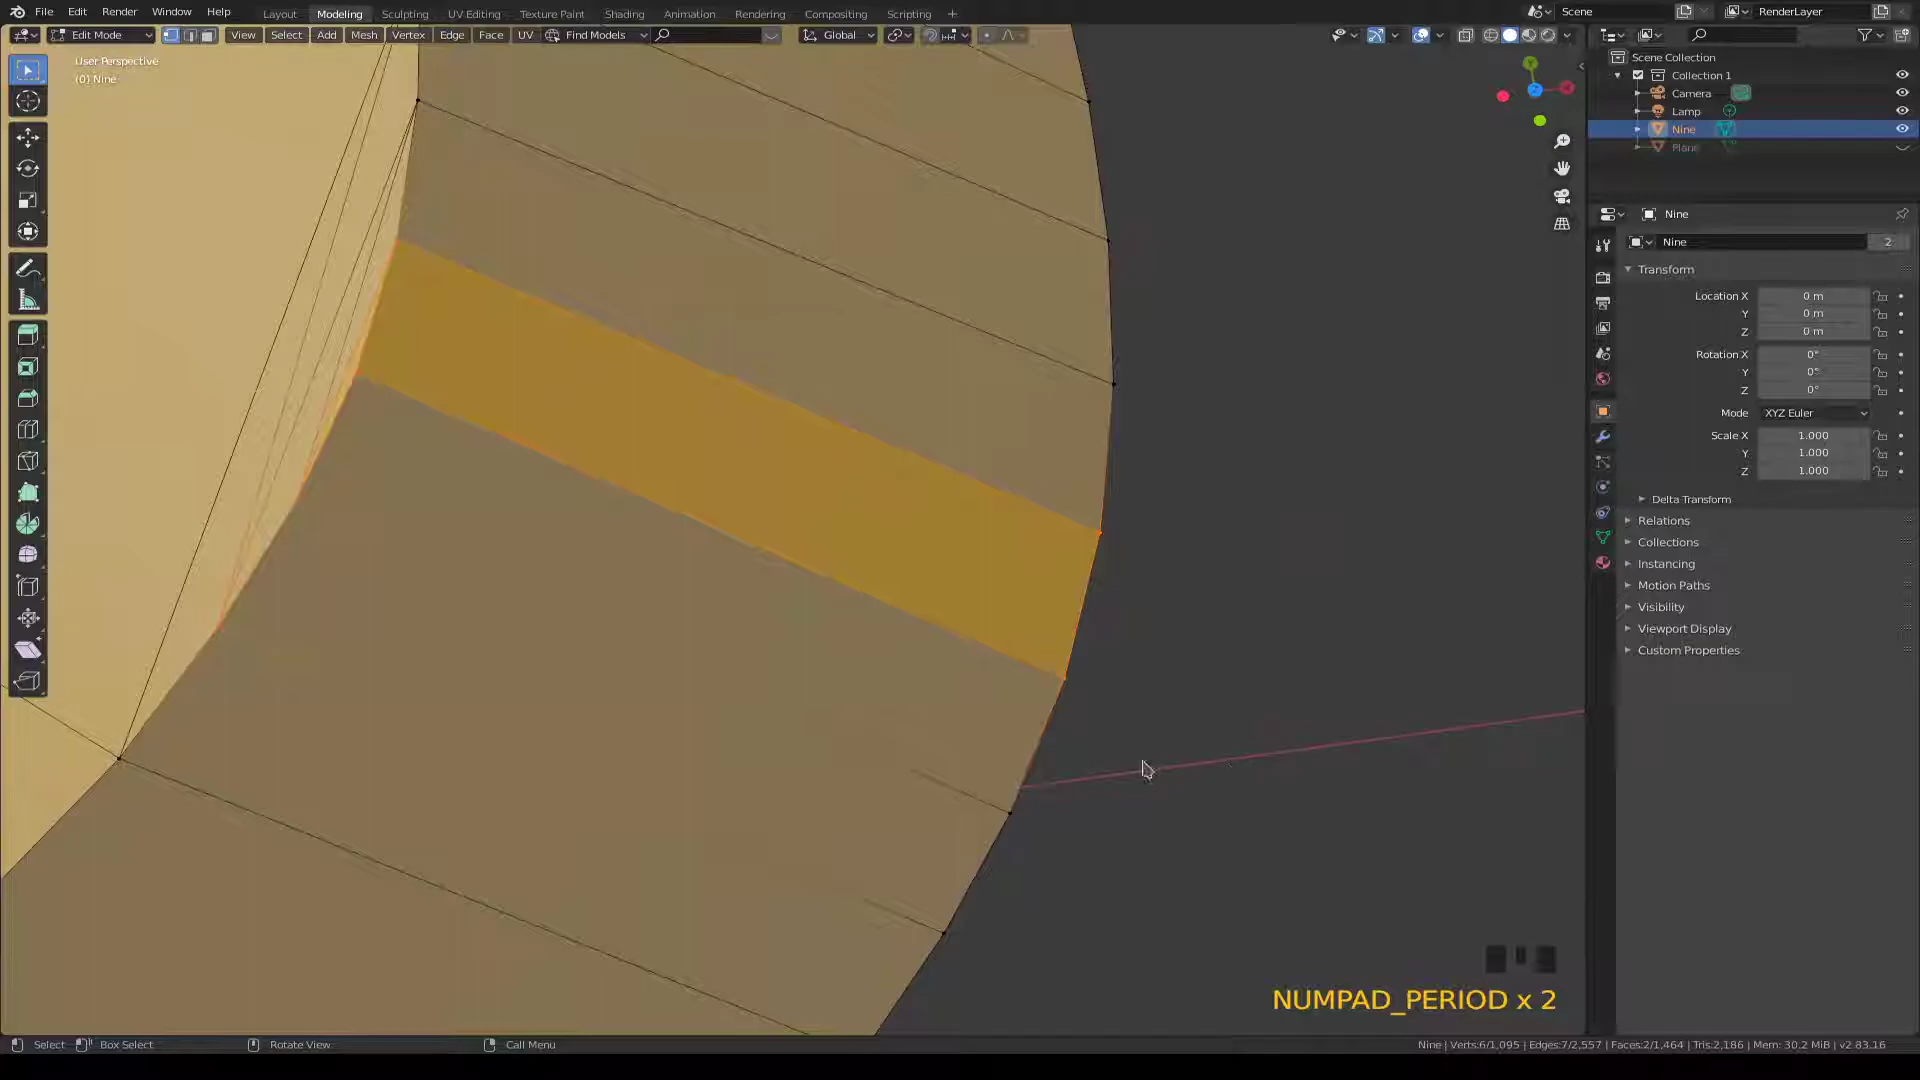 File Edit Render Window Help Layout Modeling Sculpting UV Editing Texture Paint Shading Animation Rendering Compositing Scripting + Scene RenderLayer
Edit Mode View Select Add Mesh Vertex Edge Face UV Find Models Global
User Perspective
(0) Nine
Scene Collection
Collection 1
Camera
Lamp
Nine
Plane
Nine
Nine 2
Transform
Location X 0 m
Y 0 m
Z 0 m
Rotation X 0°
Y 0°
Z 0°
Mode XYZ Euler
Scale X 1.000
Y 1.000
Z 1.000
Delta Transform
Relations
Collections
Instancing
Motion Paths
Visibility
Viewport Display
Custom Properties
NUMPAD_PERIOD x 2
Select Box Select Rotate View Call Menu Nine | Verts:6/1,095 | Edges:7/2,557 | Faces:2/1,464 | Tris:2,186 | Mem: 30.2 MiB | v2.83.16